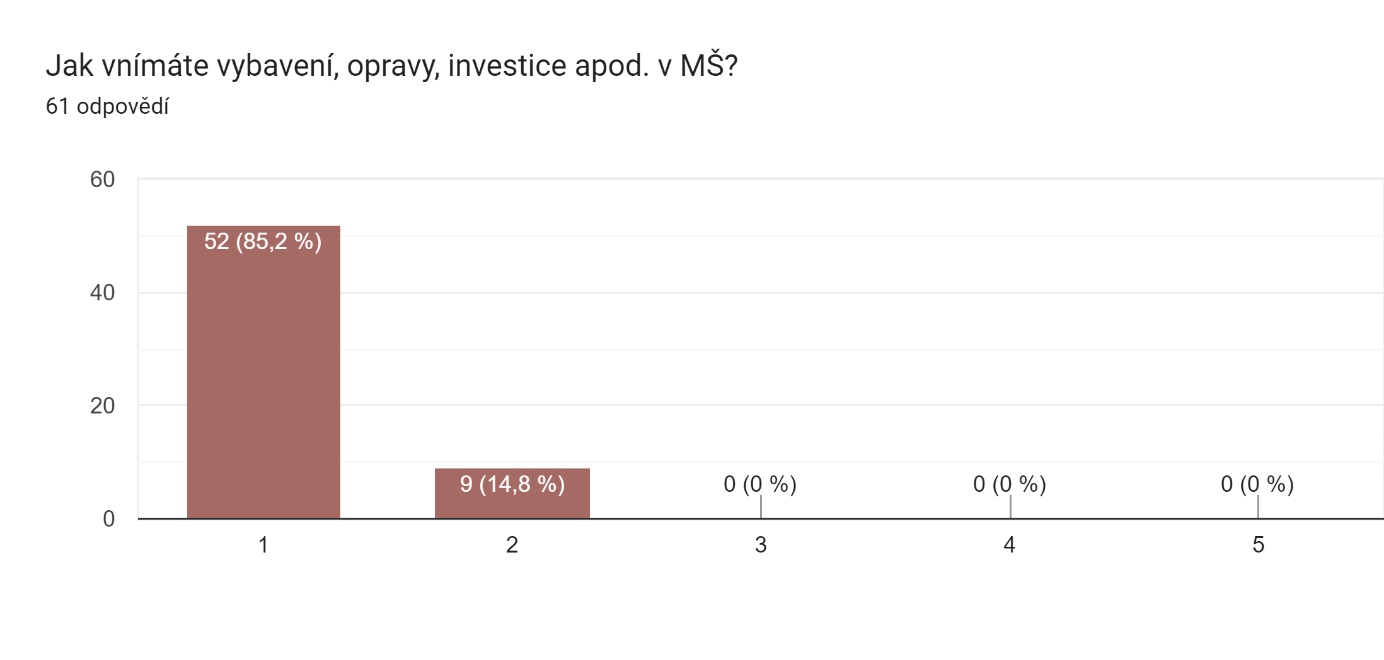 Jak vnímáte vybavení, opravy, investice apod. v MŠ?
61 odpovědí
60
40
20
0
52 (85,2 %)
9 (14,8 %)
0 (0 %)
0 (0 %)
0 (0 %)
1
2
3
4
5